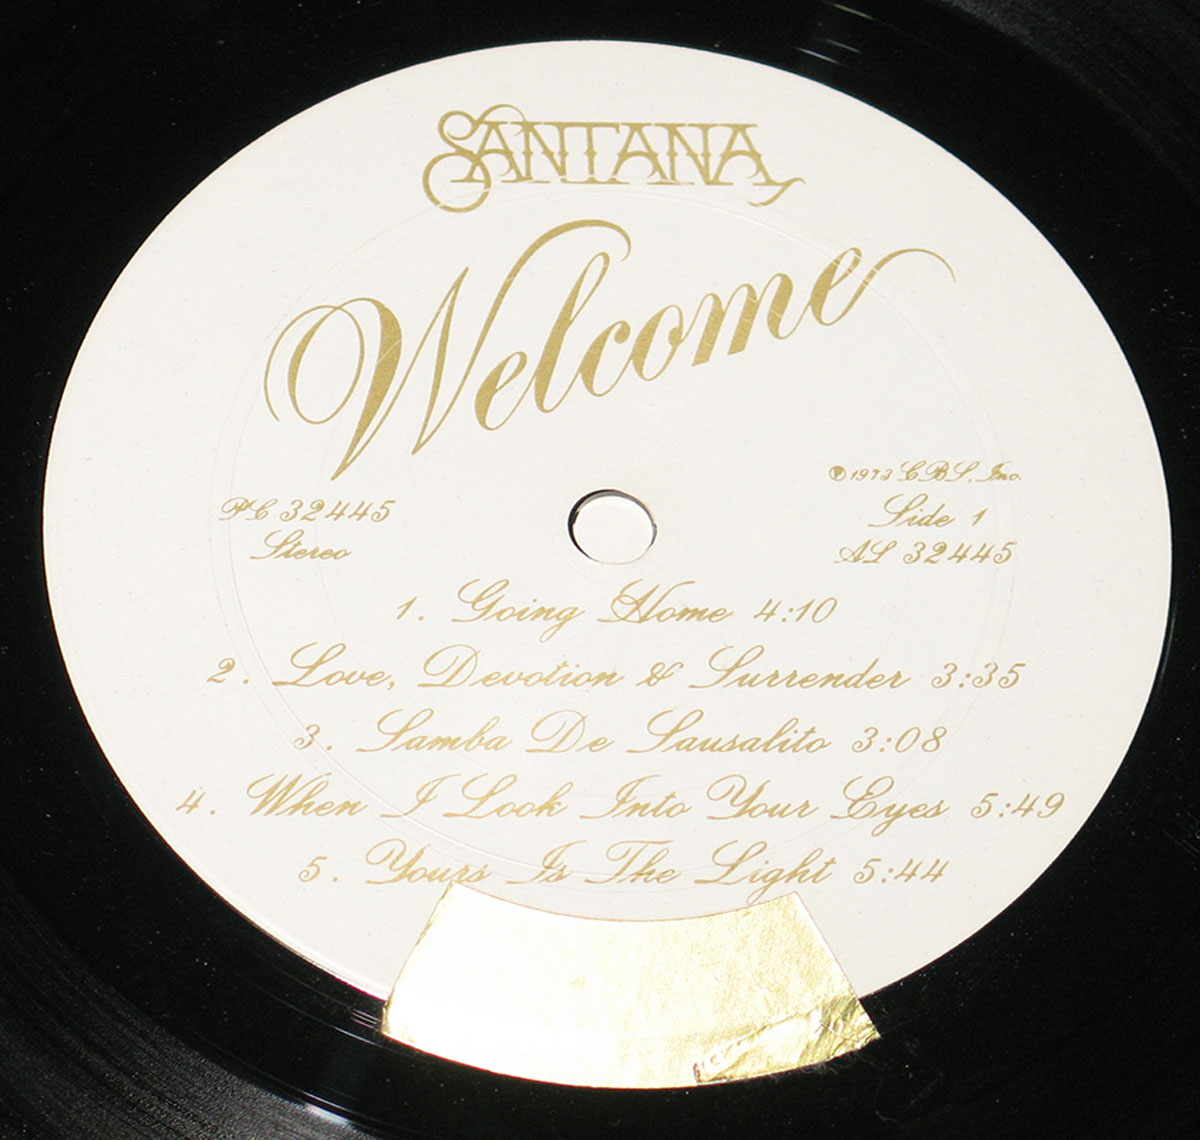 SANTANA
Welcome
℗ 1973 CBS, Inc.
PC 32445
Side 1
Stereo
AL 32445
1. Going Home 4:10
2. Love, Devotion & Surrender 3:35
3. Samba De Sausalito 3:08
4. When I Look Into Your Eyes 5:49
5. Yours Is The Light 5:44